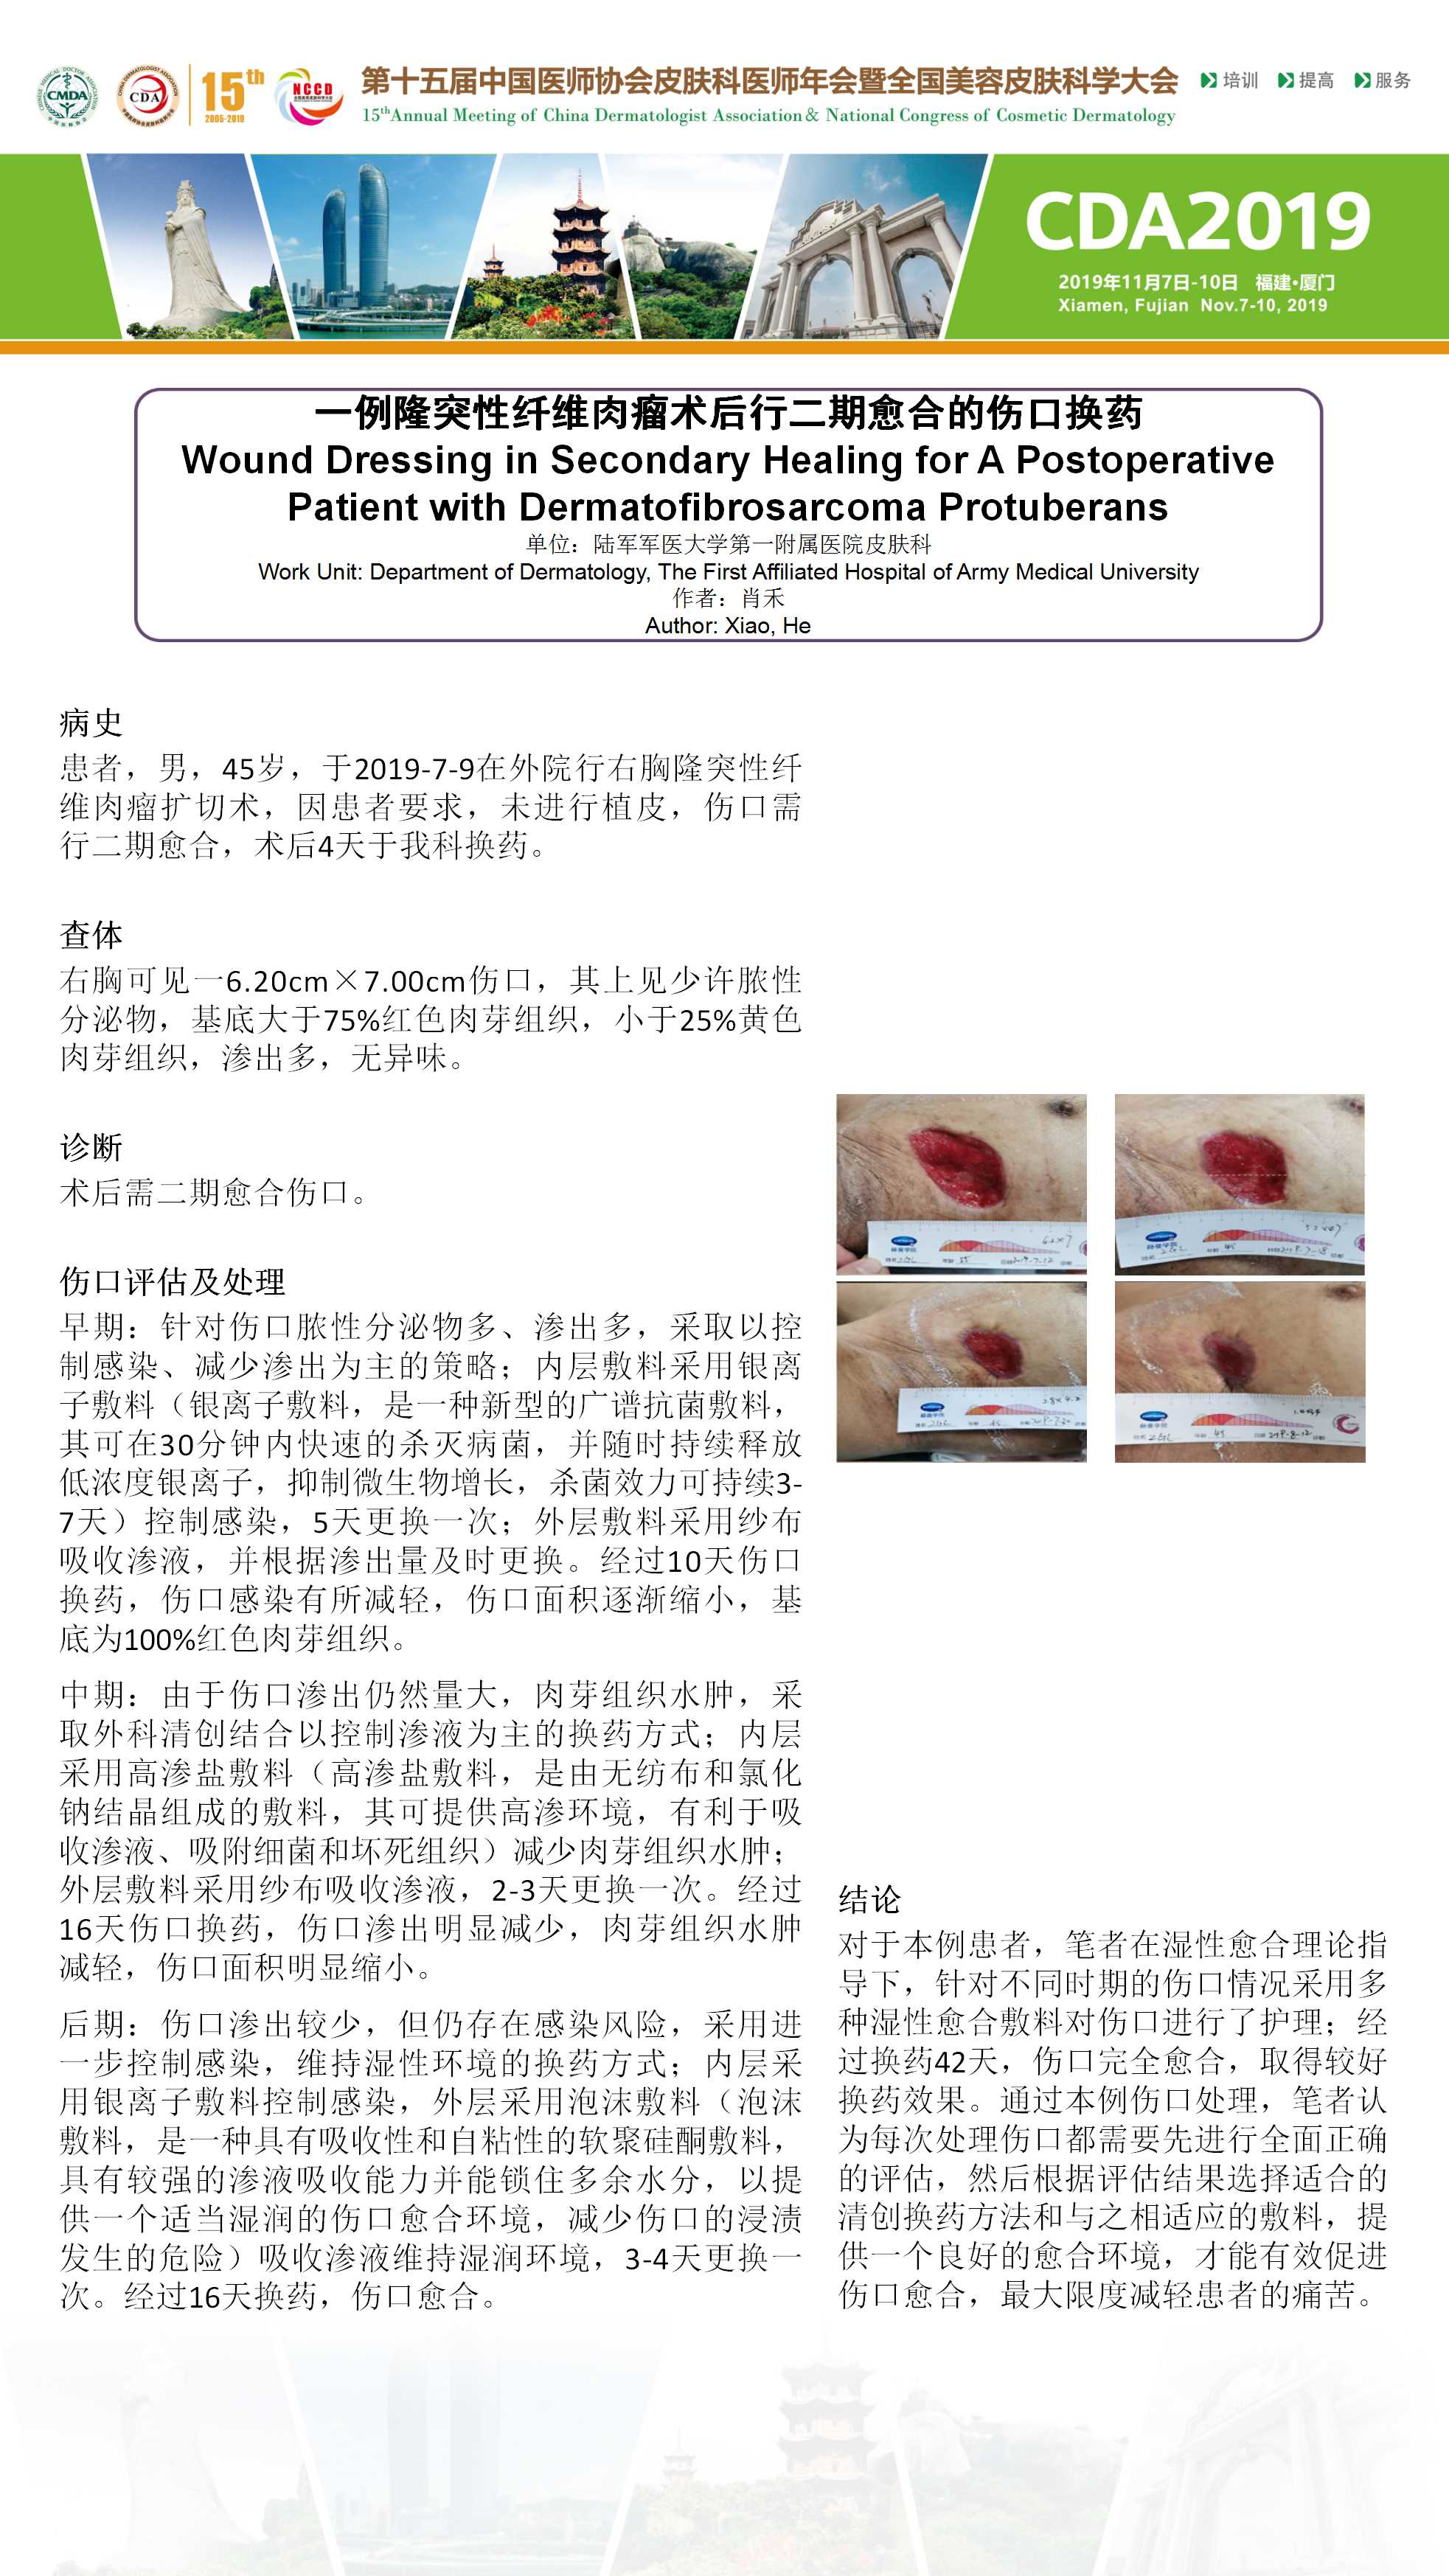 CMDA
CDA
15th
2005-2019
NCCD
第十五届中国医师协会皮肤科医师年会暨全国美容皮肤科学大会
15thAnnual Meeting of China Dermatologist Association & National Congress of Cosmetic Dermatology
培训 提高 服务
CDA2019
2019年11月7日-10日 福建•厦门
Xiamen, Fujian Nov.7-10, 2019
一例隆突性纤维肉瘤术后行二期愈合的伤口换药
Wound Dressing in Secondary Healing for A Postoperative
Patient with Dermatofibrosarcoma Protuberans
单位：陆军军医大学第一附属医院皮肤科
Work Unit: Department of Dermatology, The First Affiliated Hospital of Army Medical University
作者：肖禾
Author: Xiao, He
病史
患者，男，45岁，于2019-7-9在外院行右胸隆突性纤
维肉瘤扩切术，因患者要求，未进行植皮，伤口需
行二期愈合，术后4天于我科换药。
查体
右胸可见一6.20cm×7.00cm伤口，其上见少许脓性
分泌物，基底大于75%红色肉芽组织，小于25%黄色
肉芽组织，渗出多，无异味。
诊断
术后需二期愈合伤口。
伤口评估及处理
早期：针对伤口脓性分泌物多、渗出多，采取以控
制感染、减少渗出为主的策略；内层敷料采用银离
子敷料（银离子敷料，是一种新型的广谱抗菌敷料，
其可在30分钟内快速的杀灭病菌，并随时持续释放
低浓度银离子，抑制微生物增长，杀菌效力可持续3-
7天）控制感染，5天更换一次；外层敷料采用纱布
吸收渗液，并根据渗出量及时更换。经过10天伤口
换药，伤口感染有所减轻，伤口面积逐渐缩小，基
底为100%红色肉芽组织。
中期：由于伤口渗出仍然量大，肉芽组织水肿，采
取外科清创结合以控制渗液为主的换药方式；内层
采用高渗盐敷料（高渗盐敷料，是由无纺布和氯化
钠结晶组成的敷料，其可提供高渗环境，有利于吸
收渗液、吸附细菌和坏死组织）减少肉芽组织水肿；
外层敷料采用纱布吸收渗液，2-3天更换一次。经过
16天伤口换药，伤口渗出明显减少，肉芽组织水肿
减轻，伤口面积明显缩小。
后期：伤口渗出较少，但仍存在感染风险，采用进
一步控制感染，维持湿性环境的换药方式；内层采
用银离子敷料控制感染，外层采用泡沫敷料（泡沫
敷料，是一种具有吸收性和自粘性的软聚硅酮敷料，
具有较强的渗液吸收能力并能锁住多余水分，以提
供一个适当湿润的伤口愈合环境，减少伤口的浸渍
发生的危险）吸收渗液维持湿润环境，3-4天更换一
次。经过16天换药，伤口愈合。
结论
对于本例患者，笔者在湿性愈合理论指
导下，针对不同时期的伤口情况采用多
种湿性愈合敷料对伤口进行了护理；经
过换药42天，伤口完全愈合，取得较好
换药效果。通过本例伤口处理，笔者认
为每次处理伤口都需要先进行全面正确
的评估，然后根据评估结果选择适合的
清创换药方法和与之相适应的敷料，提
供一个良好的愈合环境，才能有效促进
伤口愈合，最大限度减轻患者的痛苦。